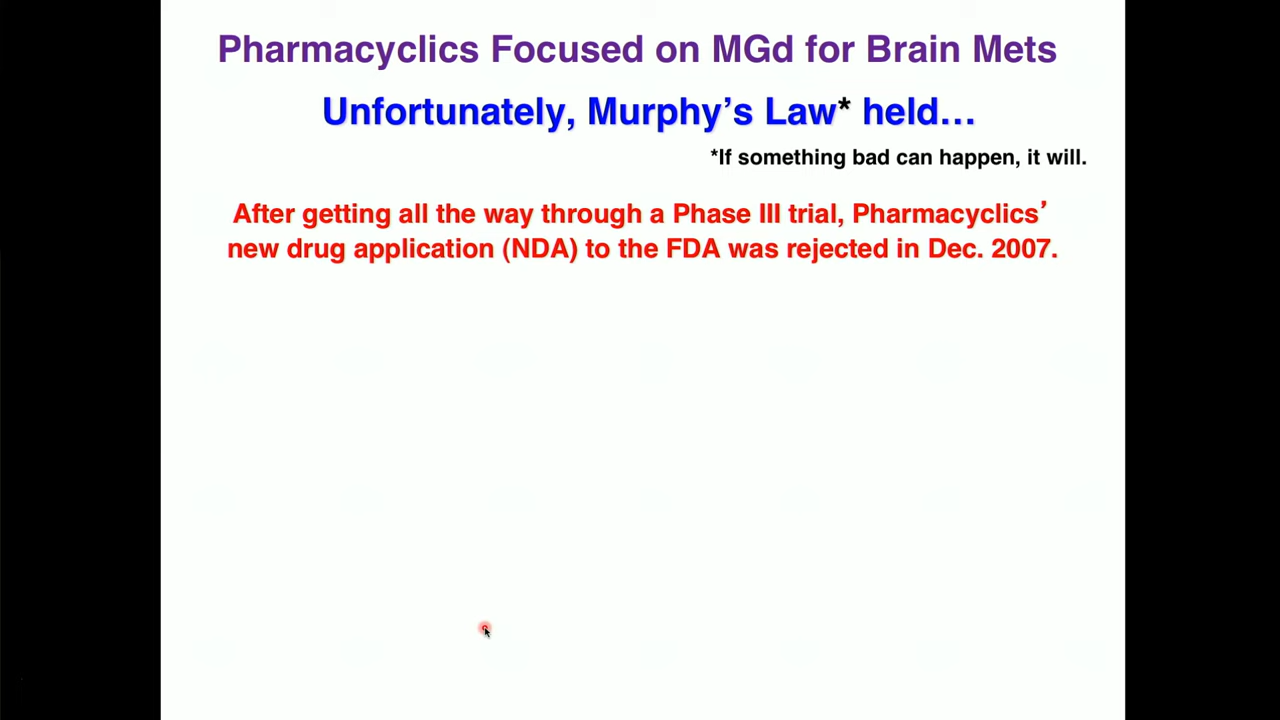 Pharmacyclics Focused on MGd for Brain Mets
Unfortunately, Murphy’s Law* held…
*If something bad can happen, it will.
After getting all the way through a Phase III trial, Pharmacyclics’
new drug application (NDA) to the FDA was rejected in Dec. 2007.